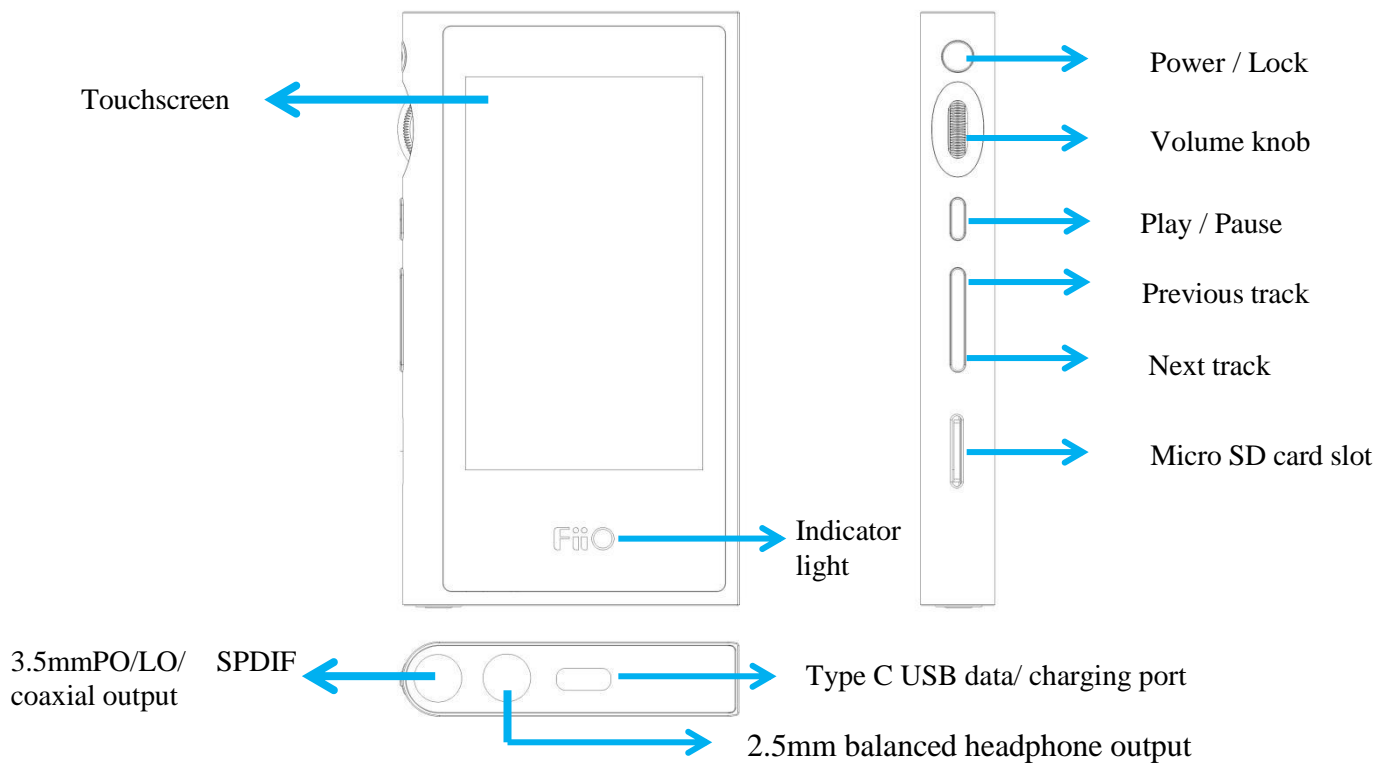 Touchscreen
Power / Lock
Volume knob
Play / Pause
Previous track
Next track
Micro SD card slot
FiiO
Indicator
light
3.5mmPO/LO/ SPDIF
coaxial output
Type C USB data/ charging port
2.5mm balanced headphone output